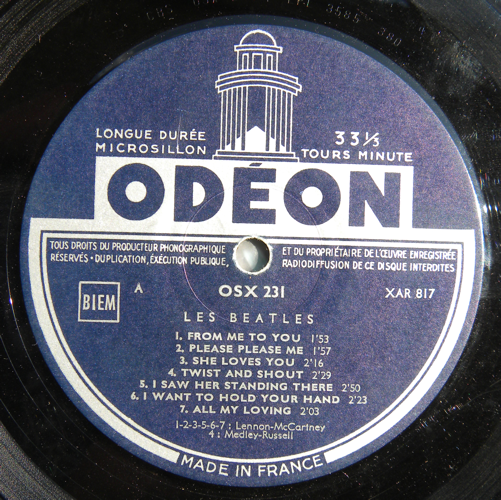 LONGUE DURÉE
MICROSILLON
33 1/3
TOURS MINUTE
ODÉON
TOUS DROITS DU PRODUCTEUR PHONOGRAPHIQUE
RÉSERVÉS · DUPLICATION, ÉXÉCUTION PUBLIQUE,
ET DU PROPRIÉTAIRE DE L'ŒUVRE ENREGISTRÉE
RADIODIFFUSION DE CE DISQUE INTERDITES
BIEM
A
OSX 231
XAR 817
LES BEATLES
1. FROM ME TO YOU 1'53
2. PLEASE PLEASE ME 1'57
3. SHE LOVES YOU 2'16
4. TWIST AND SHOUT 2'29
5. I SAW HER STANDING THERE 2'50
6. I WANT TO HOLD YOUR HAND 2'23
7. ALL MY LOVING 2'03
1-2-3-5-6-7 : Lennon-McCartney
4 : Medley-Russell
MADE IN FRANCE